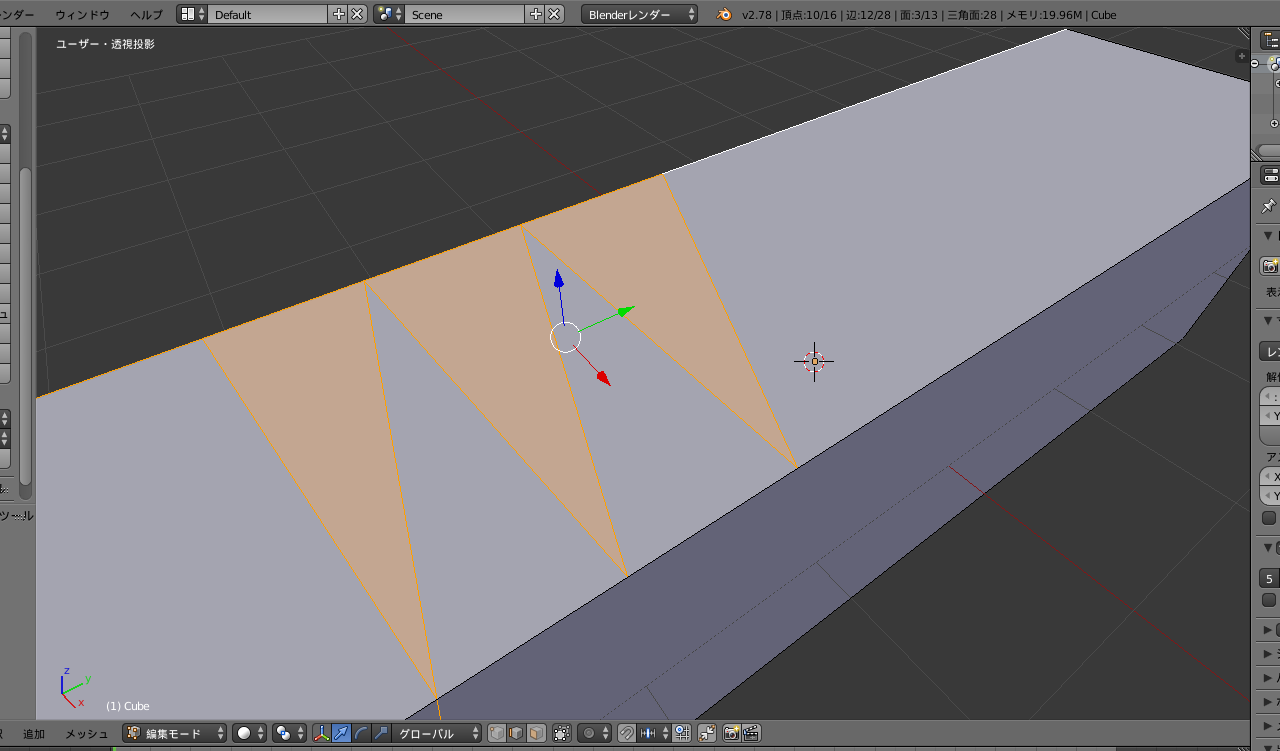 ンダー ウィンドウ ヘルプ Default Scene Blenderレンダー v2.78 | 頂点:10/16 | 辺:12/28 | 面:3/13 | 三角面:28 | メモリ:19.96M | Cube
ユーザー・透視投影
表示
レン
解像
Y
アス
X
Y
ツール
5
z
y
x
(1) Cube
追加 メッシュ 編集モード グローバル